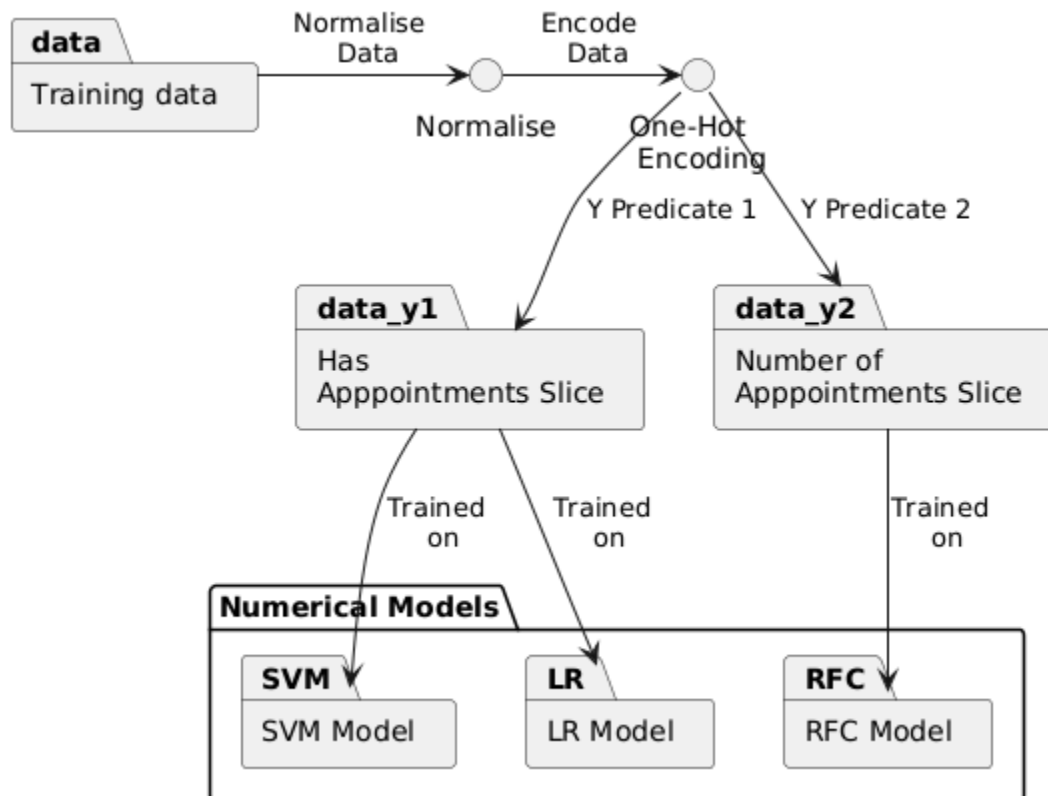 data
Training data
Normalise
Data
Encode
Data
Normalise
One-Hot
Encoding
Y Predicate 1
Y Predicate 2
data_y1
Has
Apppointments Slice
data_y2
Number of
Apppointments Slice
Trained
on
Trained
on
Trained
on
Numerical Models
SVM
SVM Model
LR
LR Model
RFC
RFC Model